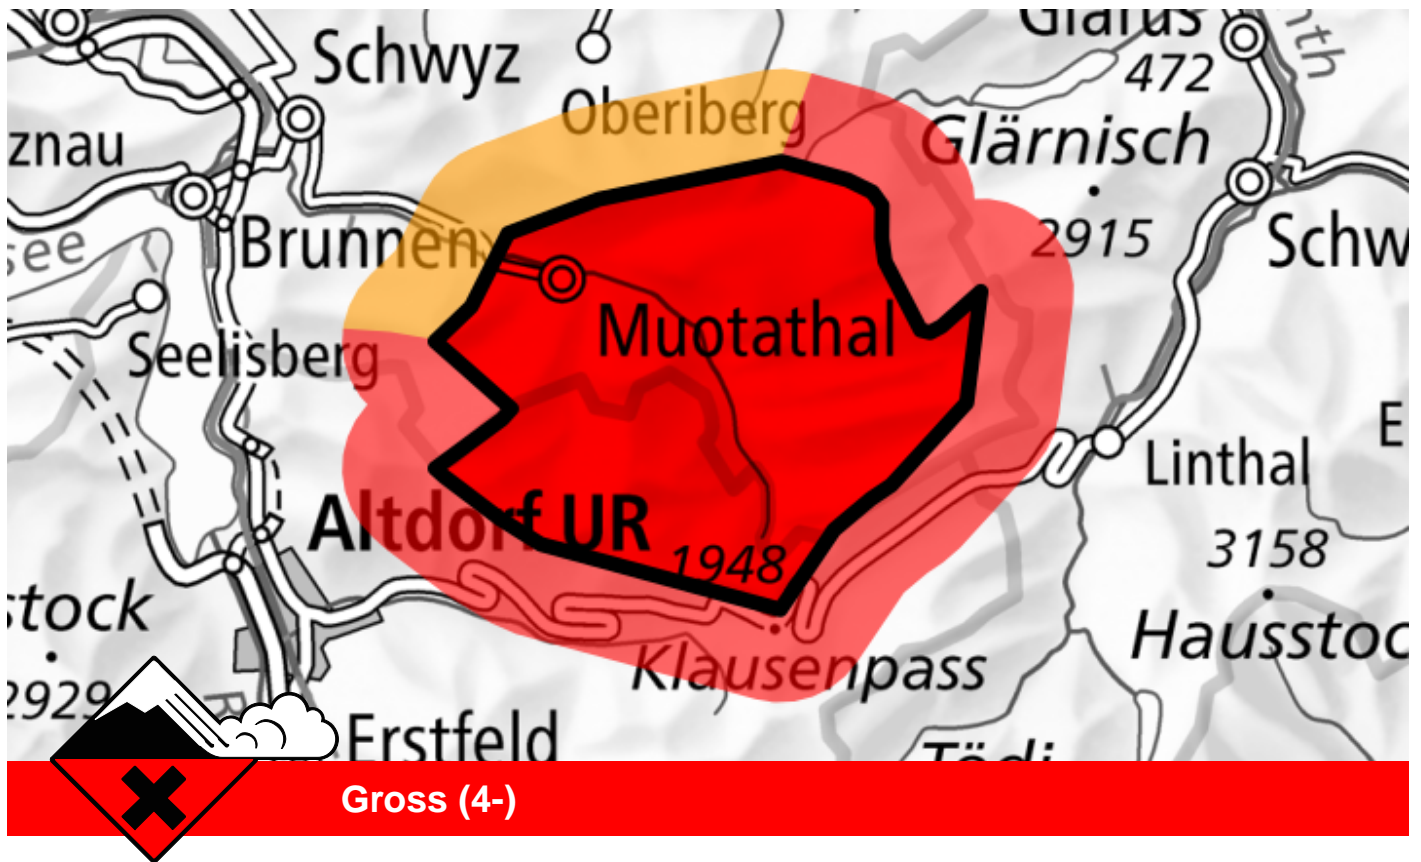 Glarus
Schwyz
472
Oberiberg
Glärnisch
znau
2915
Brunnen
Schw
see
Muotathal
Seelisberg
Linthal
E
Altdorf UR
1948
3158
stock
Hausstoc
Klausenpass
2929
Erstfeld
Tödi
Gross (4-)